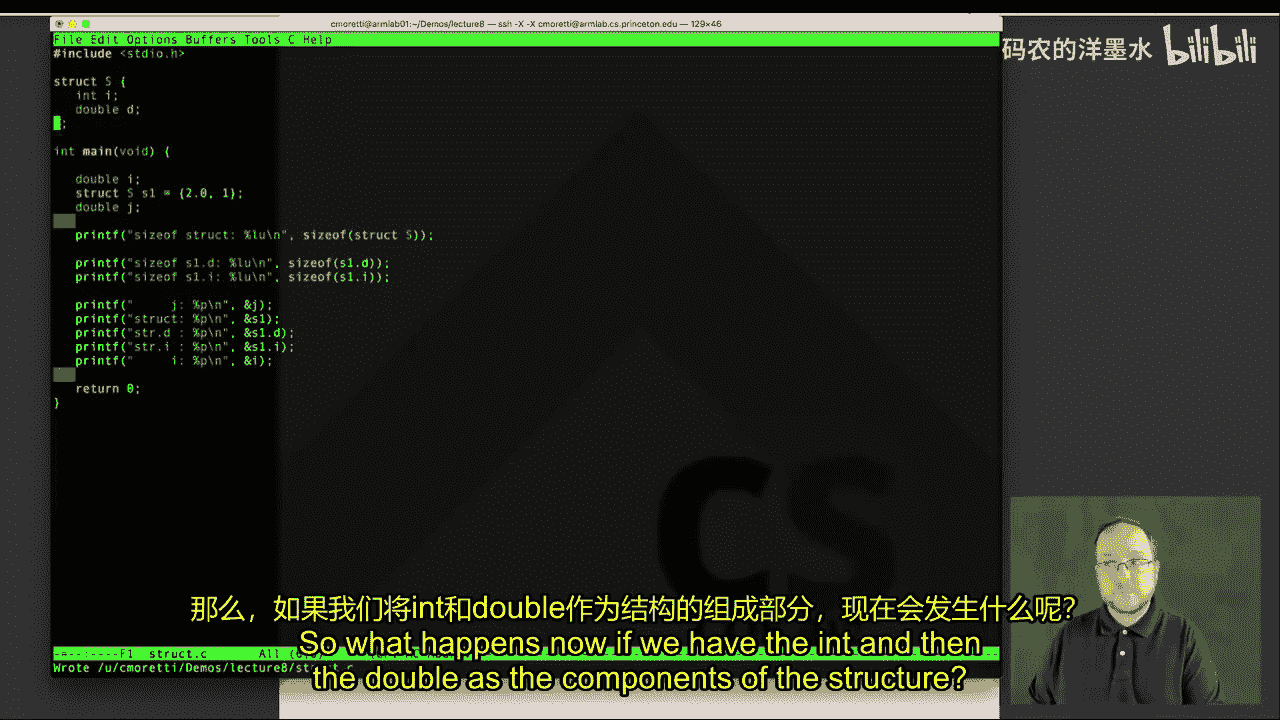 cmoretti@armlab01:~/Demos/lecture8 — ssh -X -X cmoretti@armlab.cs.princeton.edu — 129×46
File Edit Options Buffers Tools C Help
#include <stdio.h>
struct S {
int i;
double d;
};
int main(void) {
double i;
struct S s1 = {2.0, 1};
double j;
printf("sizeof struct: %lu\n", sizeof(struct S));
printf("sizeof s1.d: %lu\n", sizeof(s1.d));
printf("sizeof s1.i: %lu\n", sizeof(s1.i));
printf("     j: %p\n", &j);
printf("struct: %p\n", &s1);
printf("str.d : %p\n", &s1.d);
printf("str.i : %p\n", &s1.i);
printf("     i: %p\n", &i);
return 0;
}
码农的洋墨水 bilibili
CS
那么，如果我们将int和double作为结构的组成部分，现在会发生什么呢？
So what happens now if we have the int and then
the double as the components of the structure?
-=--:----F1 struct.c All
Wrote /u/cmoretti/Demos/lecture8/struct.c